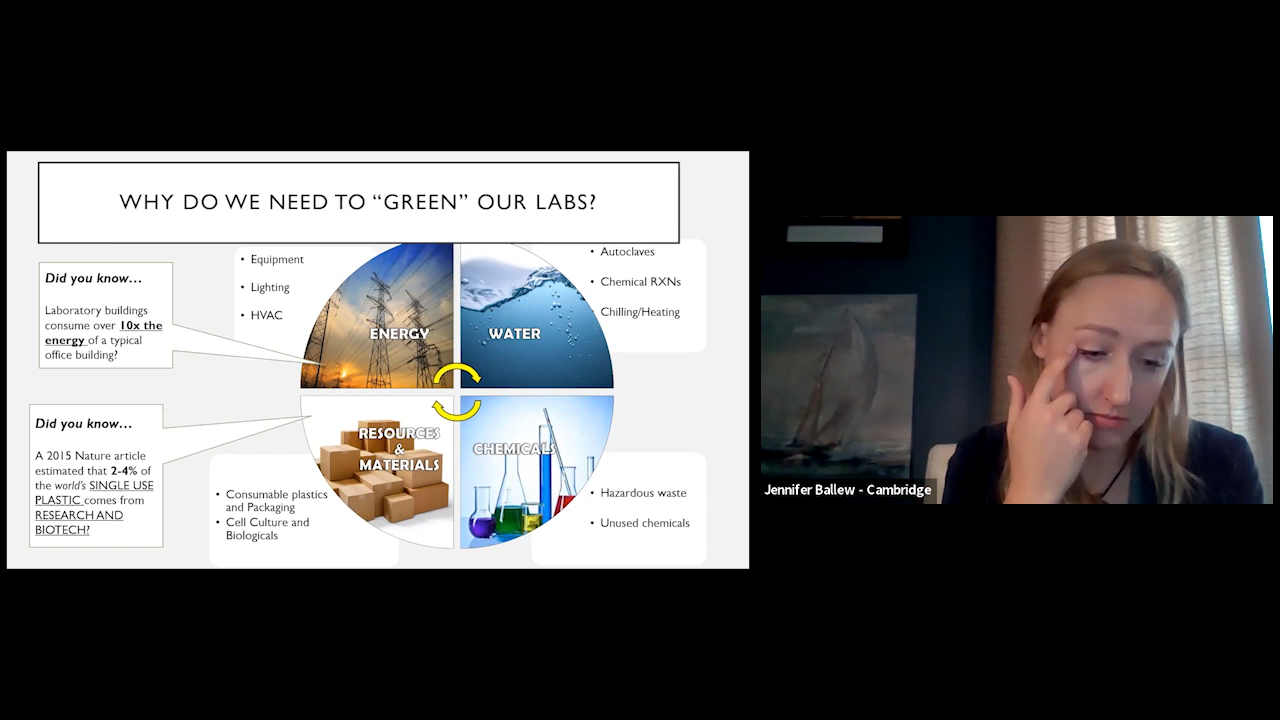 WHY DO WE NEED TO “GREEN” OUR LABS?
Did you know…
Laboratory buildings
consume over 10x the
energy of a typical
office building?
• Equipment
• Lighting
• HVAC
ENERGY
WATER
• Autoclaves
• Chemical RXNs
• Chilling/Heating
Did you know…
A 2015 Nature article
estimated that 2-4% of
the world’s SINGLE USE
PLASTIC comes from
RESEARCH AND
BIOTECH?
RESOURCES
&
MATERIALS
• Consumable plastics
and Packaging
• Cell Culture and
Biologicals
CHEMICALS
• Hazardous waste
• Unused chemicals
Jennifer Ballew - Cambridge